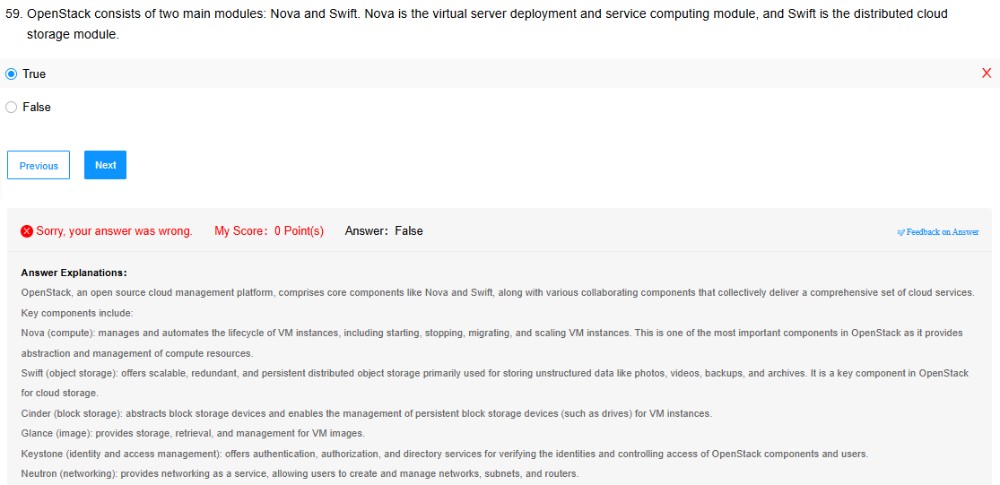 59. OpenStack consists of two main modules: Nova and Swift. Nova is the virtual server deployment and service computing module, and Swift is the distributed cloud
storage module.
True
False
Previous Next
Sorry, your answer was wrong. My Score: 0 Point(s) Answer: False Feedback on Answer
Answer Explanations:
OpenStack, an open source cloud management platform, comprises core components like Nova and Swift, along with various collaborating components that collectively deliver a comprehensive set of cloud services.
Key components include:
Nova (compute): manages and automates the lifecycle of VM instances, including starting, stopping, migrating, and scaling VM instances. This is one of the most important components in OpenStack as it provides
abstraction and management of compute resources.
Swift (object storage): offers scalable, redundant, and persistent distributed object storage primarily used for storing unstructured data like photos, videos, backups, and archives. It is a key component in OpenStack
for cloud storage.
Cinder (block storage): abstracts block storage devices and enables the management of persistent block storage devices (such as drives) for VM instances.
Glance (image): provides storage, retrieval, and management for VM images.
Keystone (identity and access management): offers authentication, authorization, and directory services for verifying the identities and controlling access of OpenStack components and users.
Neutron (networking): provides networking as a service, allowing users to create and manage networks, subnets, and routers.